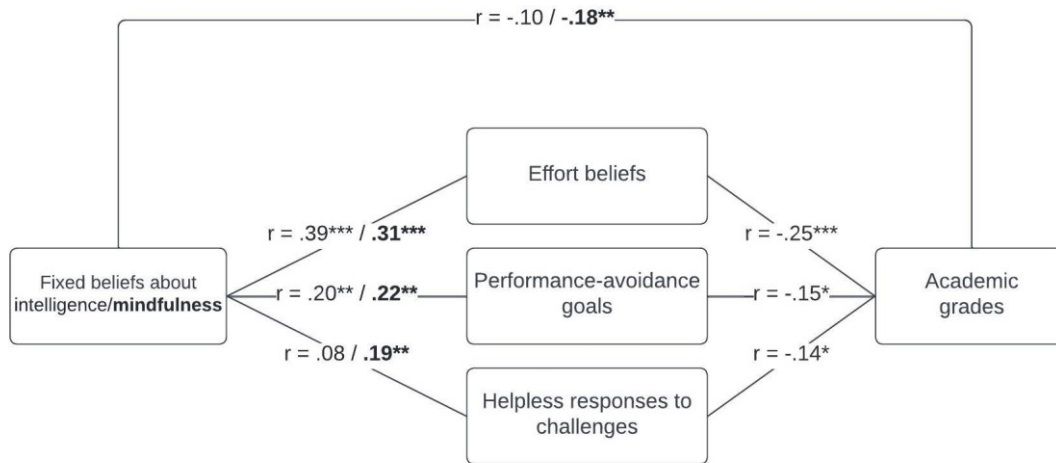 r = -.10 / -.18**
Effort beliefs
r = .39*** / .31***
r = -.25***
Fixed beliefs about
intelligence/mindfulness
r = .20** / .22**
Performance-avoidance
goals
r = -.15*
Academic
grades
r = .08 / .19**
r = -.14*
Helpless responses to
challenges